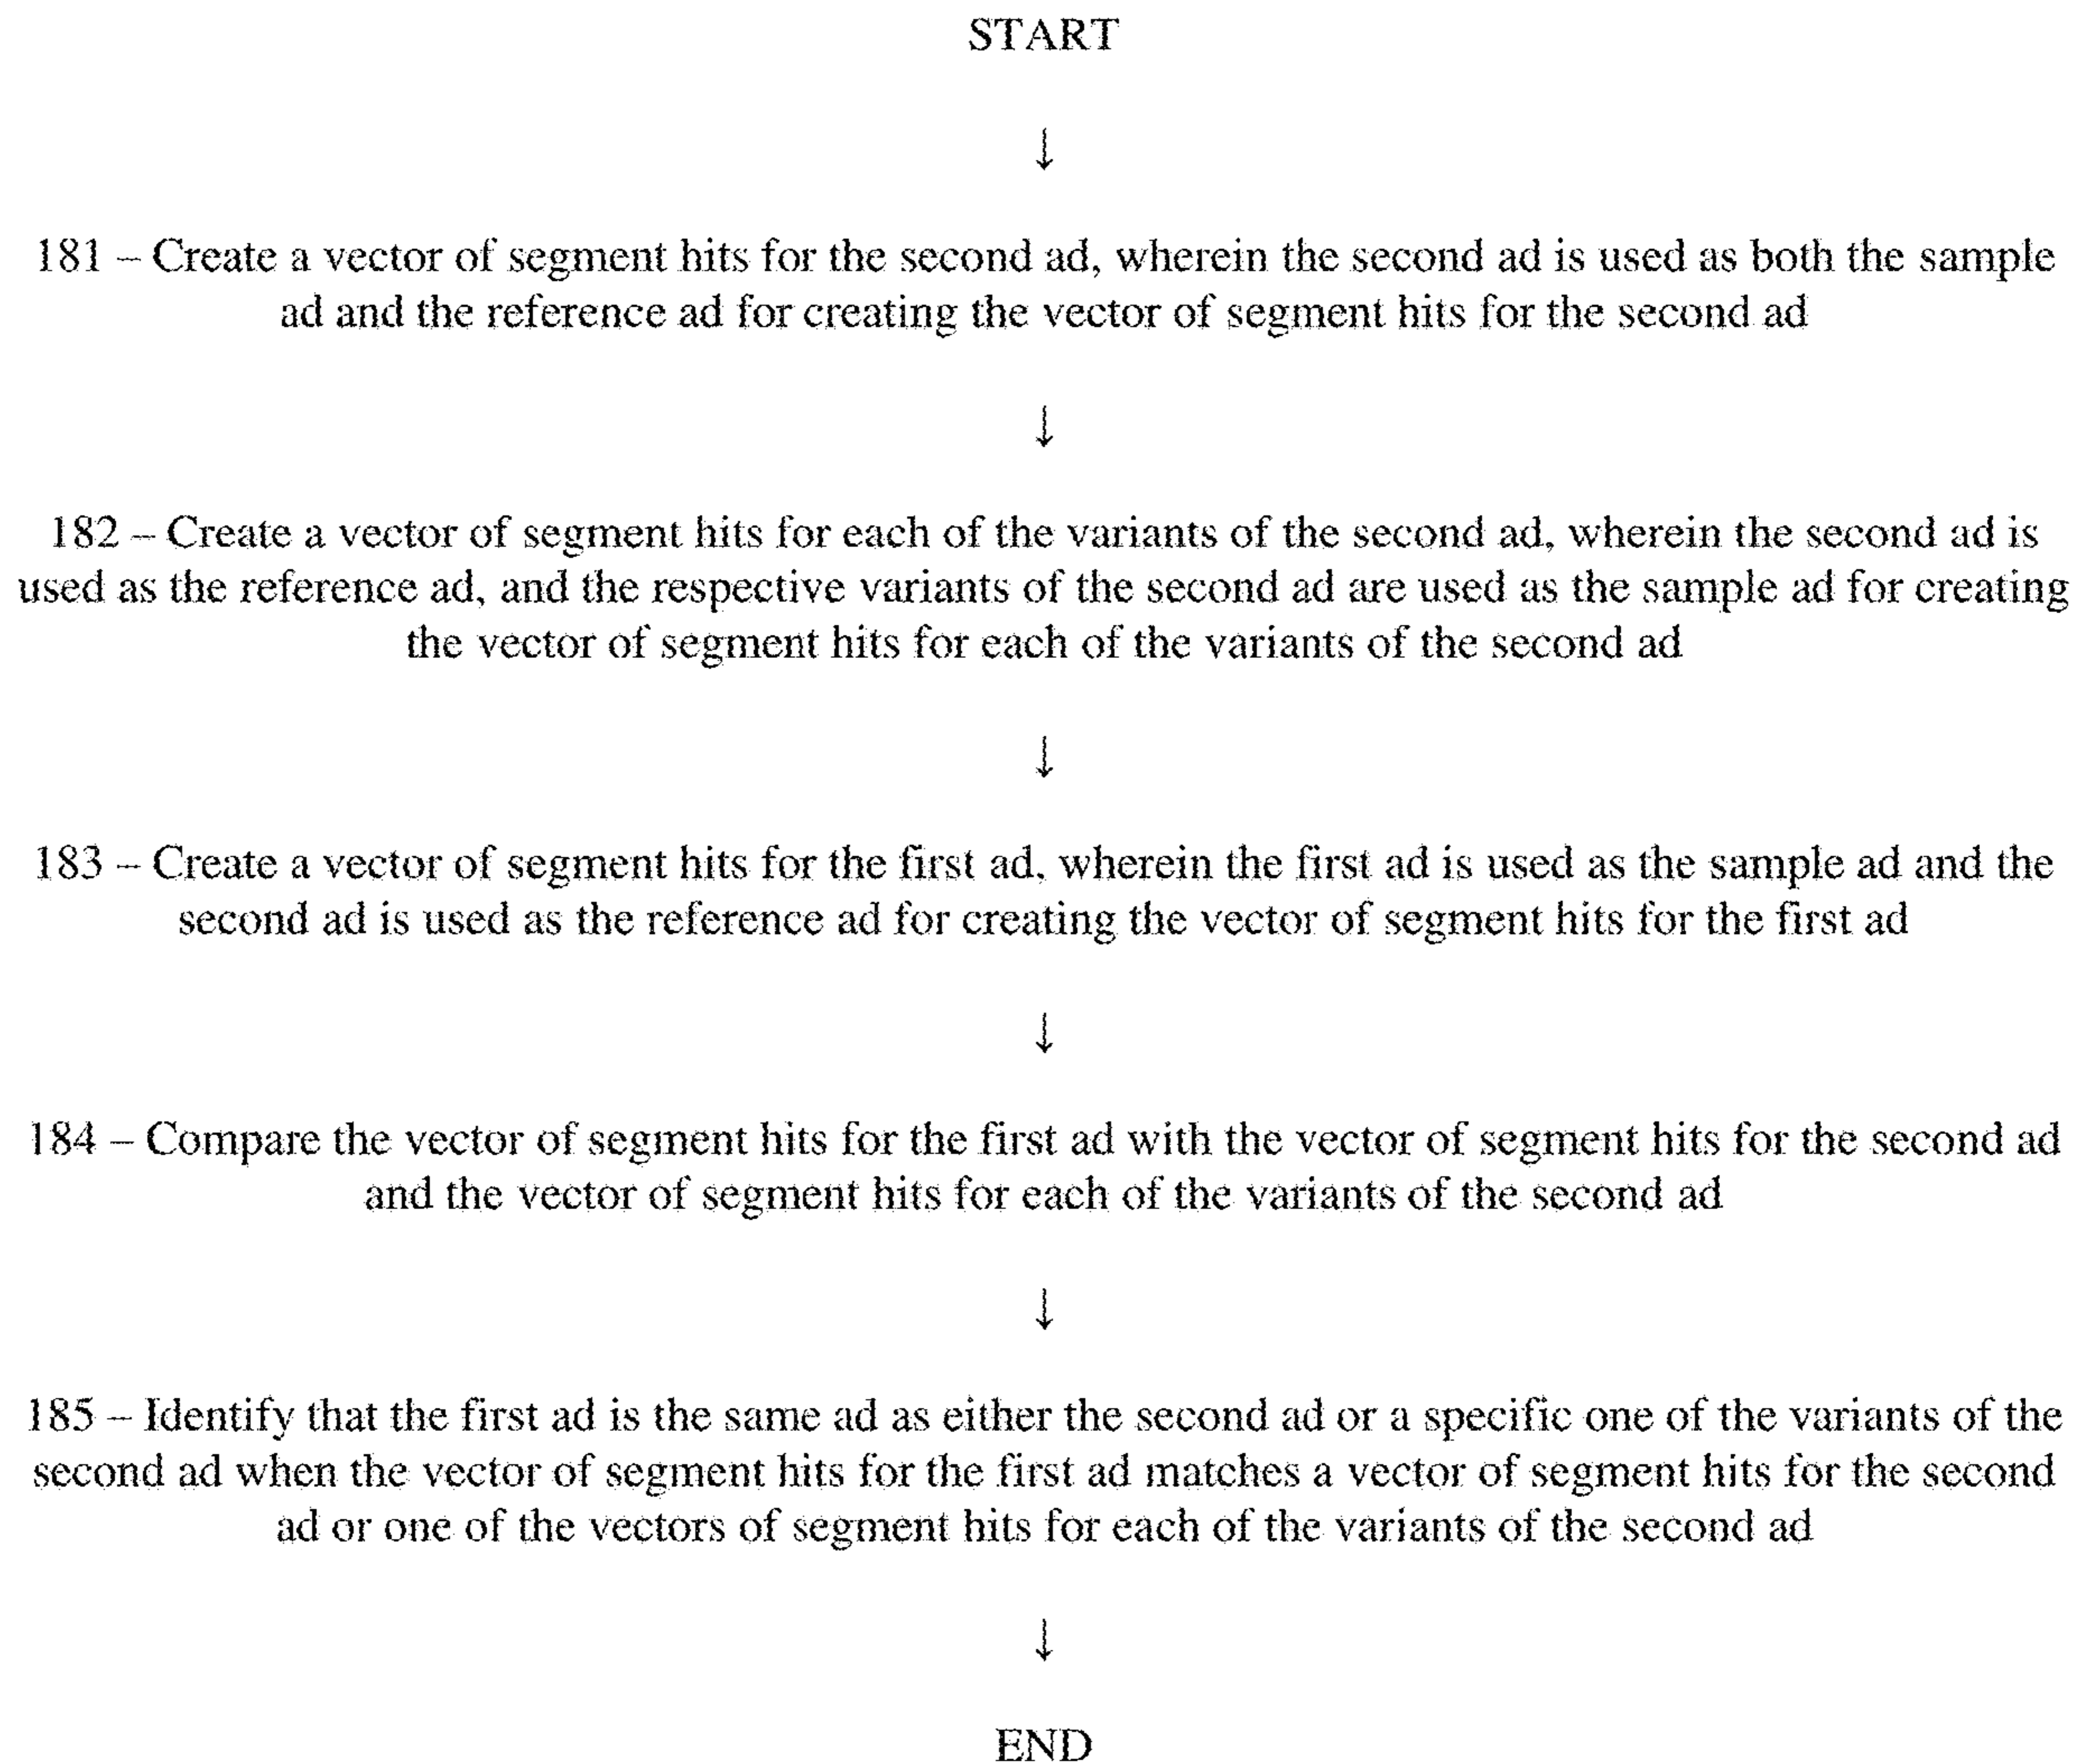 START
↓
181 – Create a vector of segment hits for the second ad, wherein the second ad is used as both the sample
ad and the reference ad for creating the vector of segment hits for the second ad
↓
182 – Create a vector of segment hits for each of the variants of the second ad, wherein the second ad is
used as the reference ad, and the respective variants of the second ad are used as the sample ad for creating
the vector of segment hits for each of the variants of the second ad
↓
183 – Create a vector of segment hits for the first ad, wherein the first ad is used as the sample ad and the
second ad is used as the reference ad for creating the vector of segment hits for the first ad
↓
184 – Compare the vector of segment hits for the first ad with the vector of segment hits for the second ad
and the vector of segment hits for each of the variants of the second ad
↓
185 – Identify that the first ad is the same ad as either the second ad or a specific one of the variants of the
second ad when the vector of segment hits for the first ad matches a vector of segment hits for the second
ad or one of the vectors of segment hits for each of the variants of the second ad
↓
END